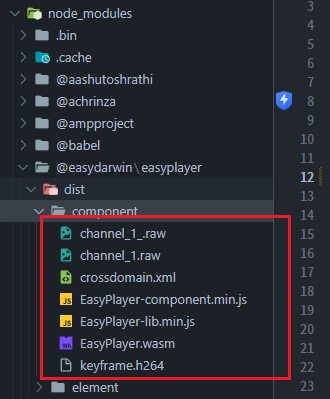 node_modules
.bin
.cache
@aashutoshrathi
@achrinza
@ampproject
@babel
@easydarwin\easyplayer
dist
component
channel_1_.raw
channel_1.raw
crossdomain.xml
EasyPlayer-component.min.js
EasyPlayer-lib.min.js
EasyPlayer.wasm
keyframe.h264
element
3
4
5
6
7
8
9
10
11
12
13
14
15
16
17
18
19
20
21
22
23